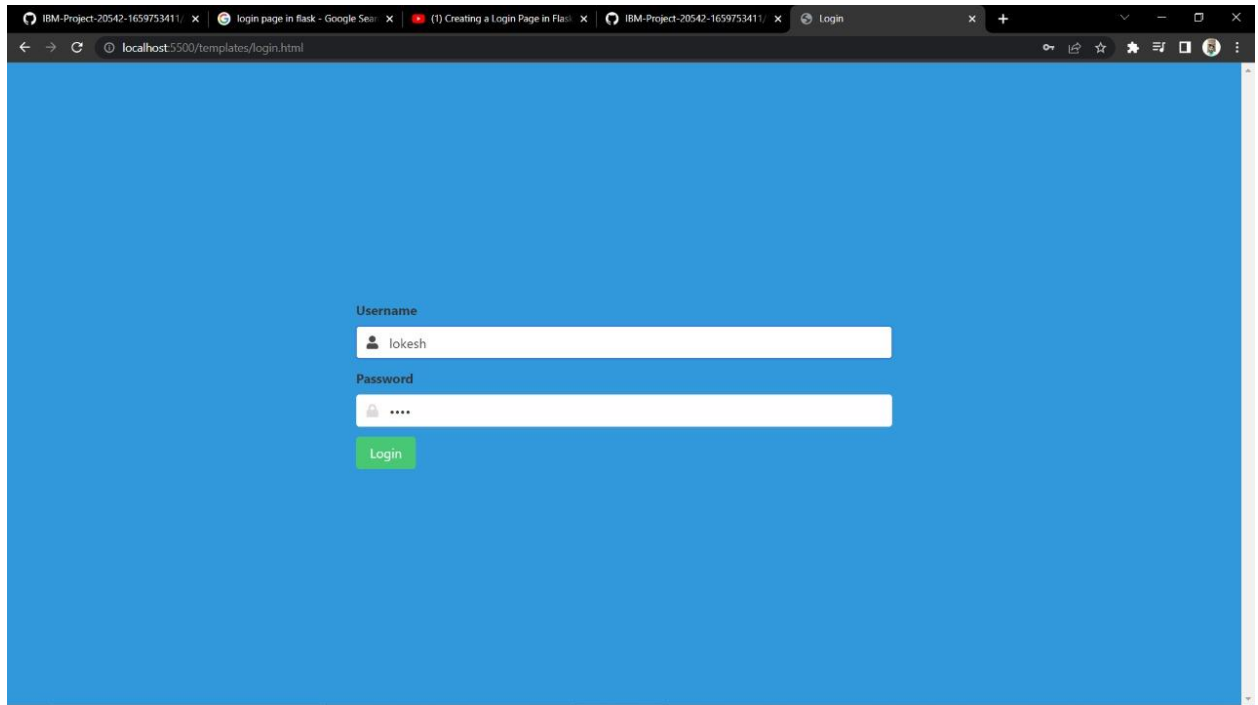 IBM-Project-20542-1659753411/
login page in flask - Google Sear
(1) Creating a Login Page in Flas
IBM-Project-20542-1659753411/
Login
localhost:5500/templates/login.html
Username
lokesh
Password
••••
Login